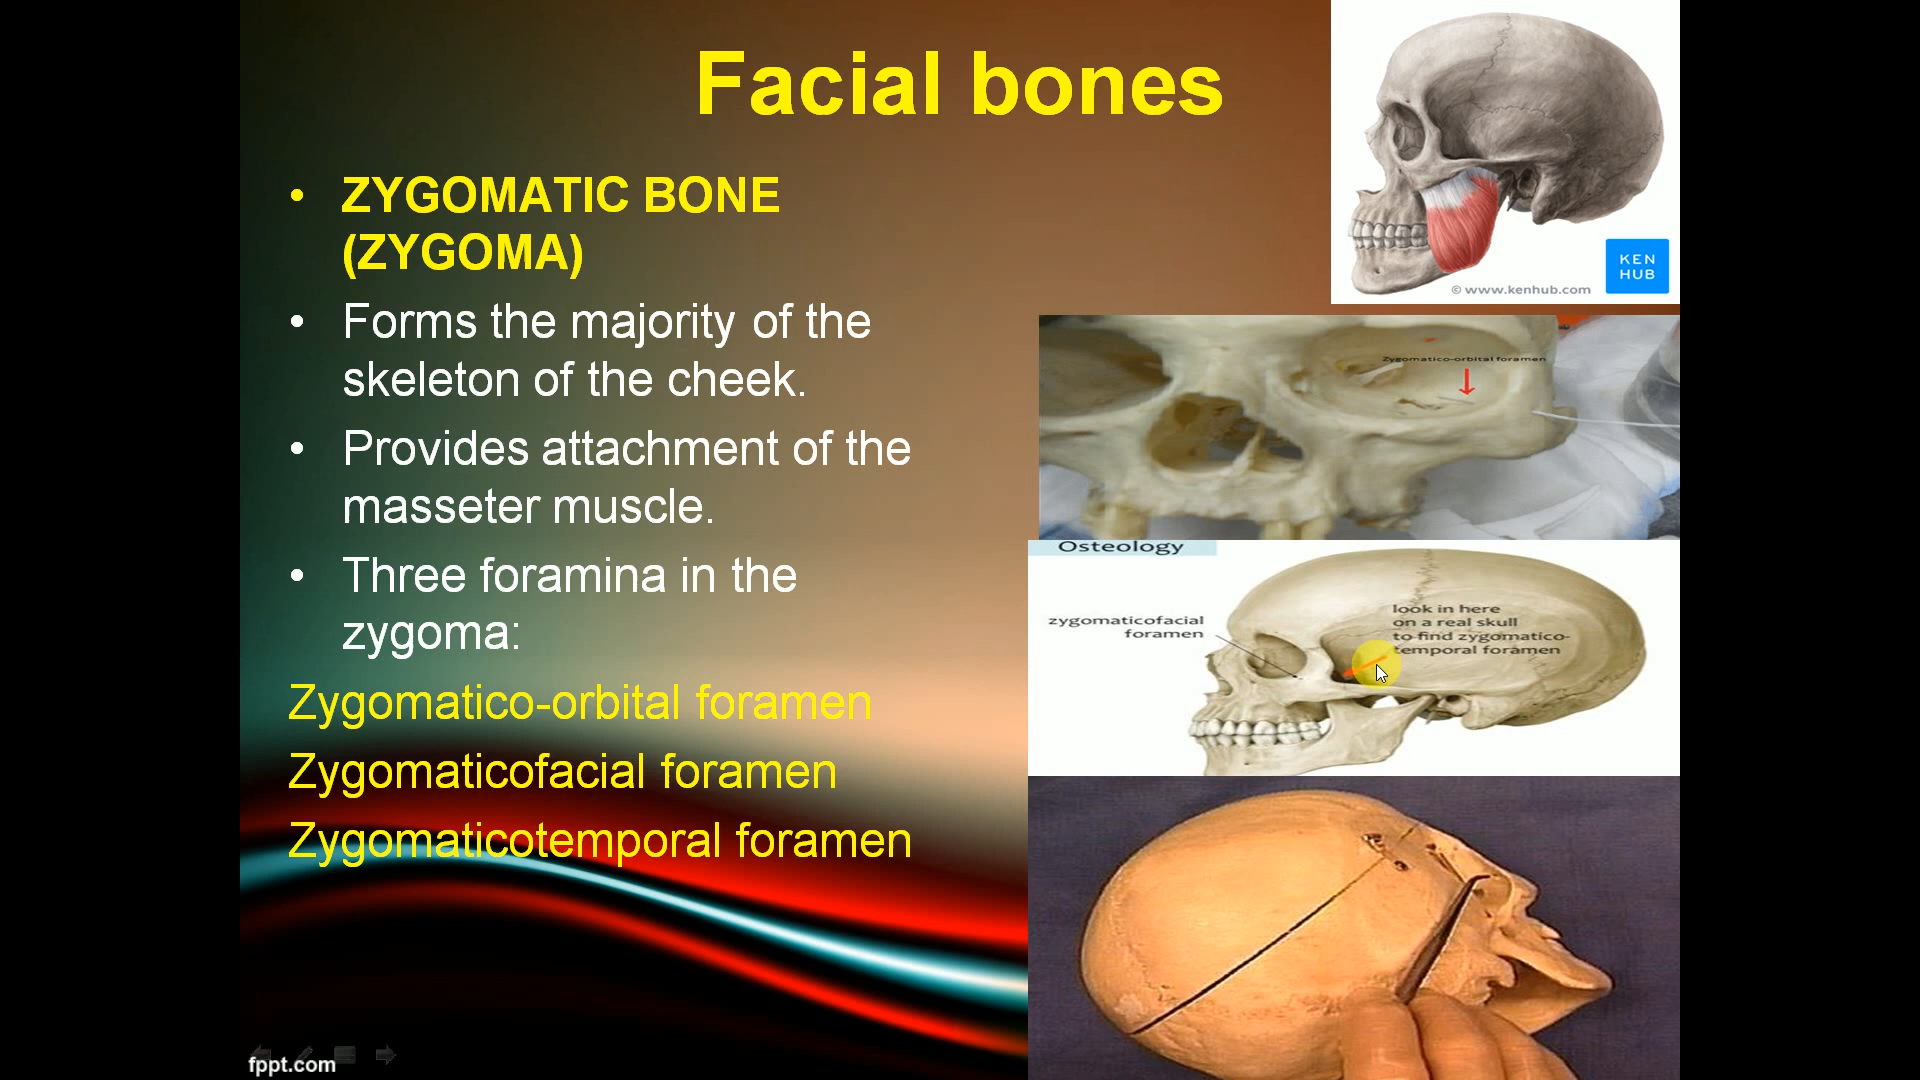 Facial bones
• ZYGOMATIC BONE
(ZYGOMA)
• Forms the majority of the
skeleton of the cheek.
• Provides attachment of the
masseter muscle.
• Three foramina in the
zygoma:
Zygomatico-orbital foramen
Zygomaticofacial foramen
Zygomaticotemporal foramen
KEN
HUB
© www.kenhub.com
Zygomatico-orbital foramen
Osteology
zygomaticofacial
foramen
look in here
on a real skull
to find zygomatico-
temporal foramen
fppt.com